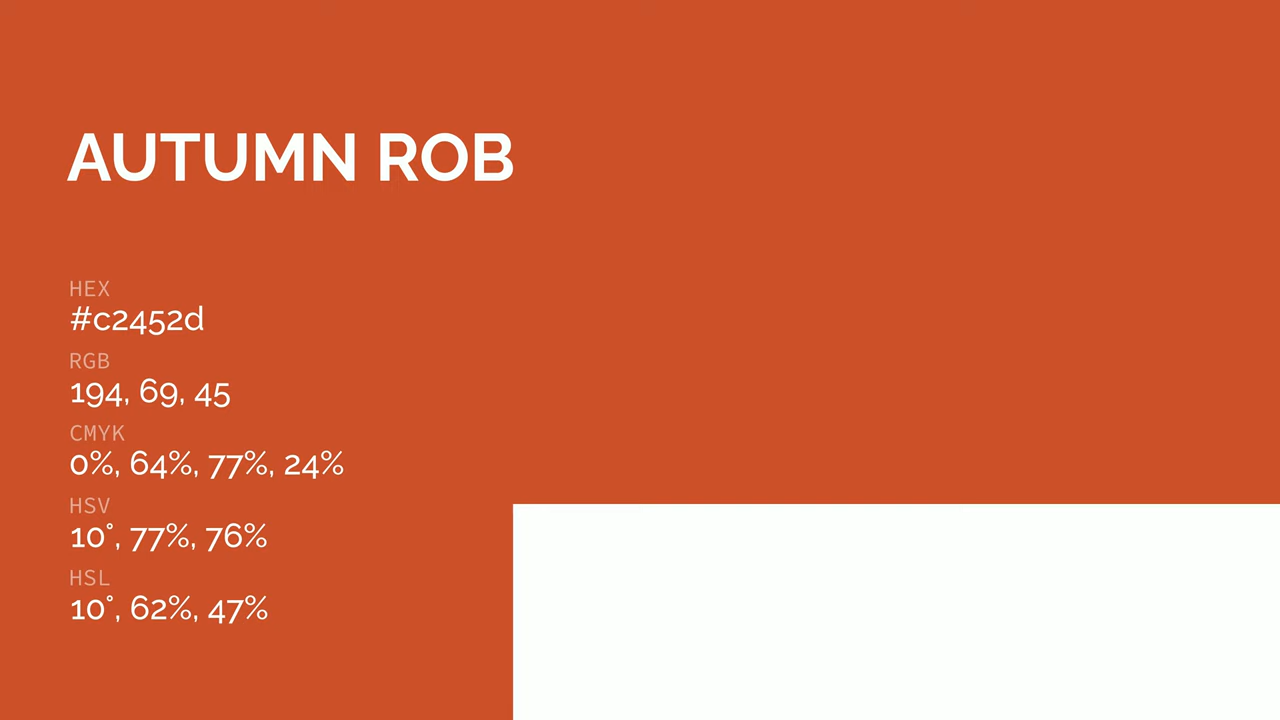 AUTUMN ROB
HEX
#c2452d
RGB
194, 69, 45
CMYK
0%, 64%, 77%, 24%
HSV
10°, 77%, 76%
HSL
10°, 62%, 47%